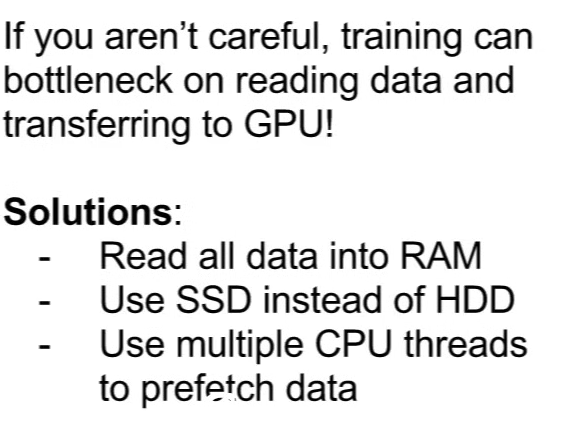 If you aren't careful, training can
bottleneck on reading data and
transferring to GPU!
Solutions:
- Read all data into RAM
- Use SSD instead of HDD
- Use multiple CPU threads
to prefetch data